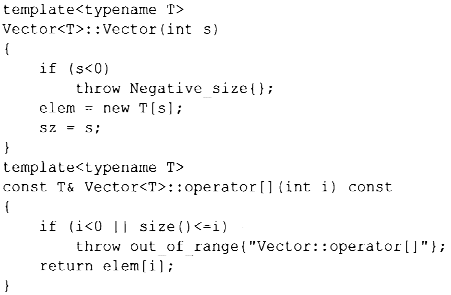 template<typename T>
Vector<T>::Vector(int s)
{
    if (s<0)
        throw Negative_size{};
    elem = new T[s];
    sz = s;
}
template<typename T>
const T& Vector<T>::operator[](int i) const
{
    if (i<0 || size()<=i)
        throw out_of_range{"Vector::operator[]"};
    return elem[i];
}